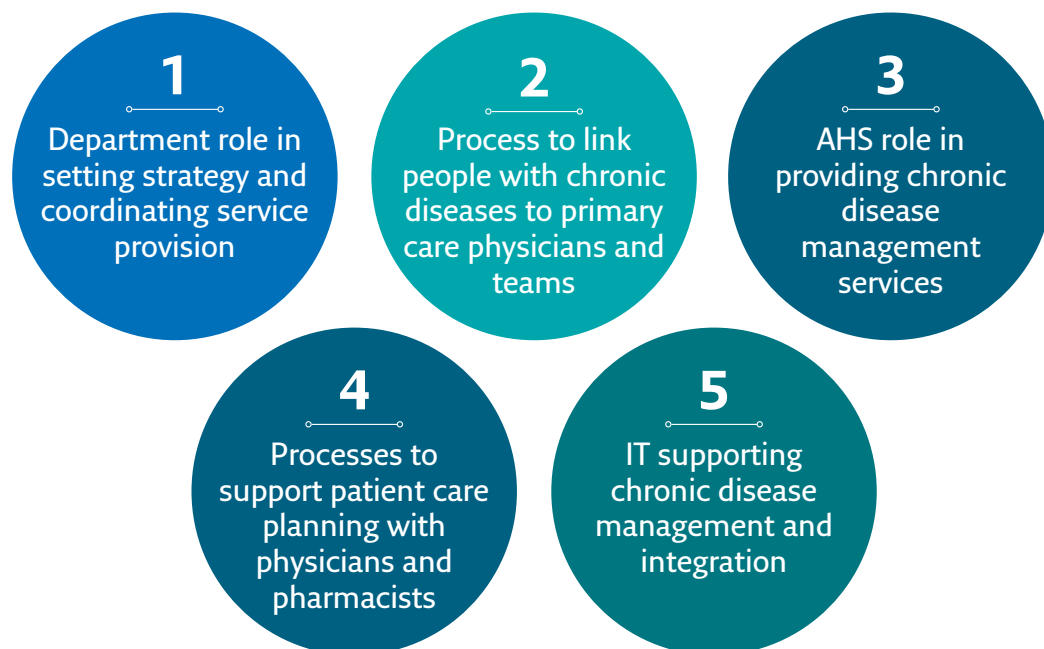 1
Department role in
setting strategy and
coordinating service
provision
2
Process to link
people with chronic
diseases to primary
care physicians and
teams
3
AHS role in
providing chronic
disease
management
services
4
Processes to
support patient care
planning with
physicians and
pharmacists
5
IT supporting
chronic disease
management and
integration